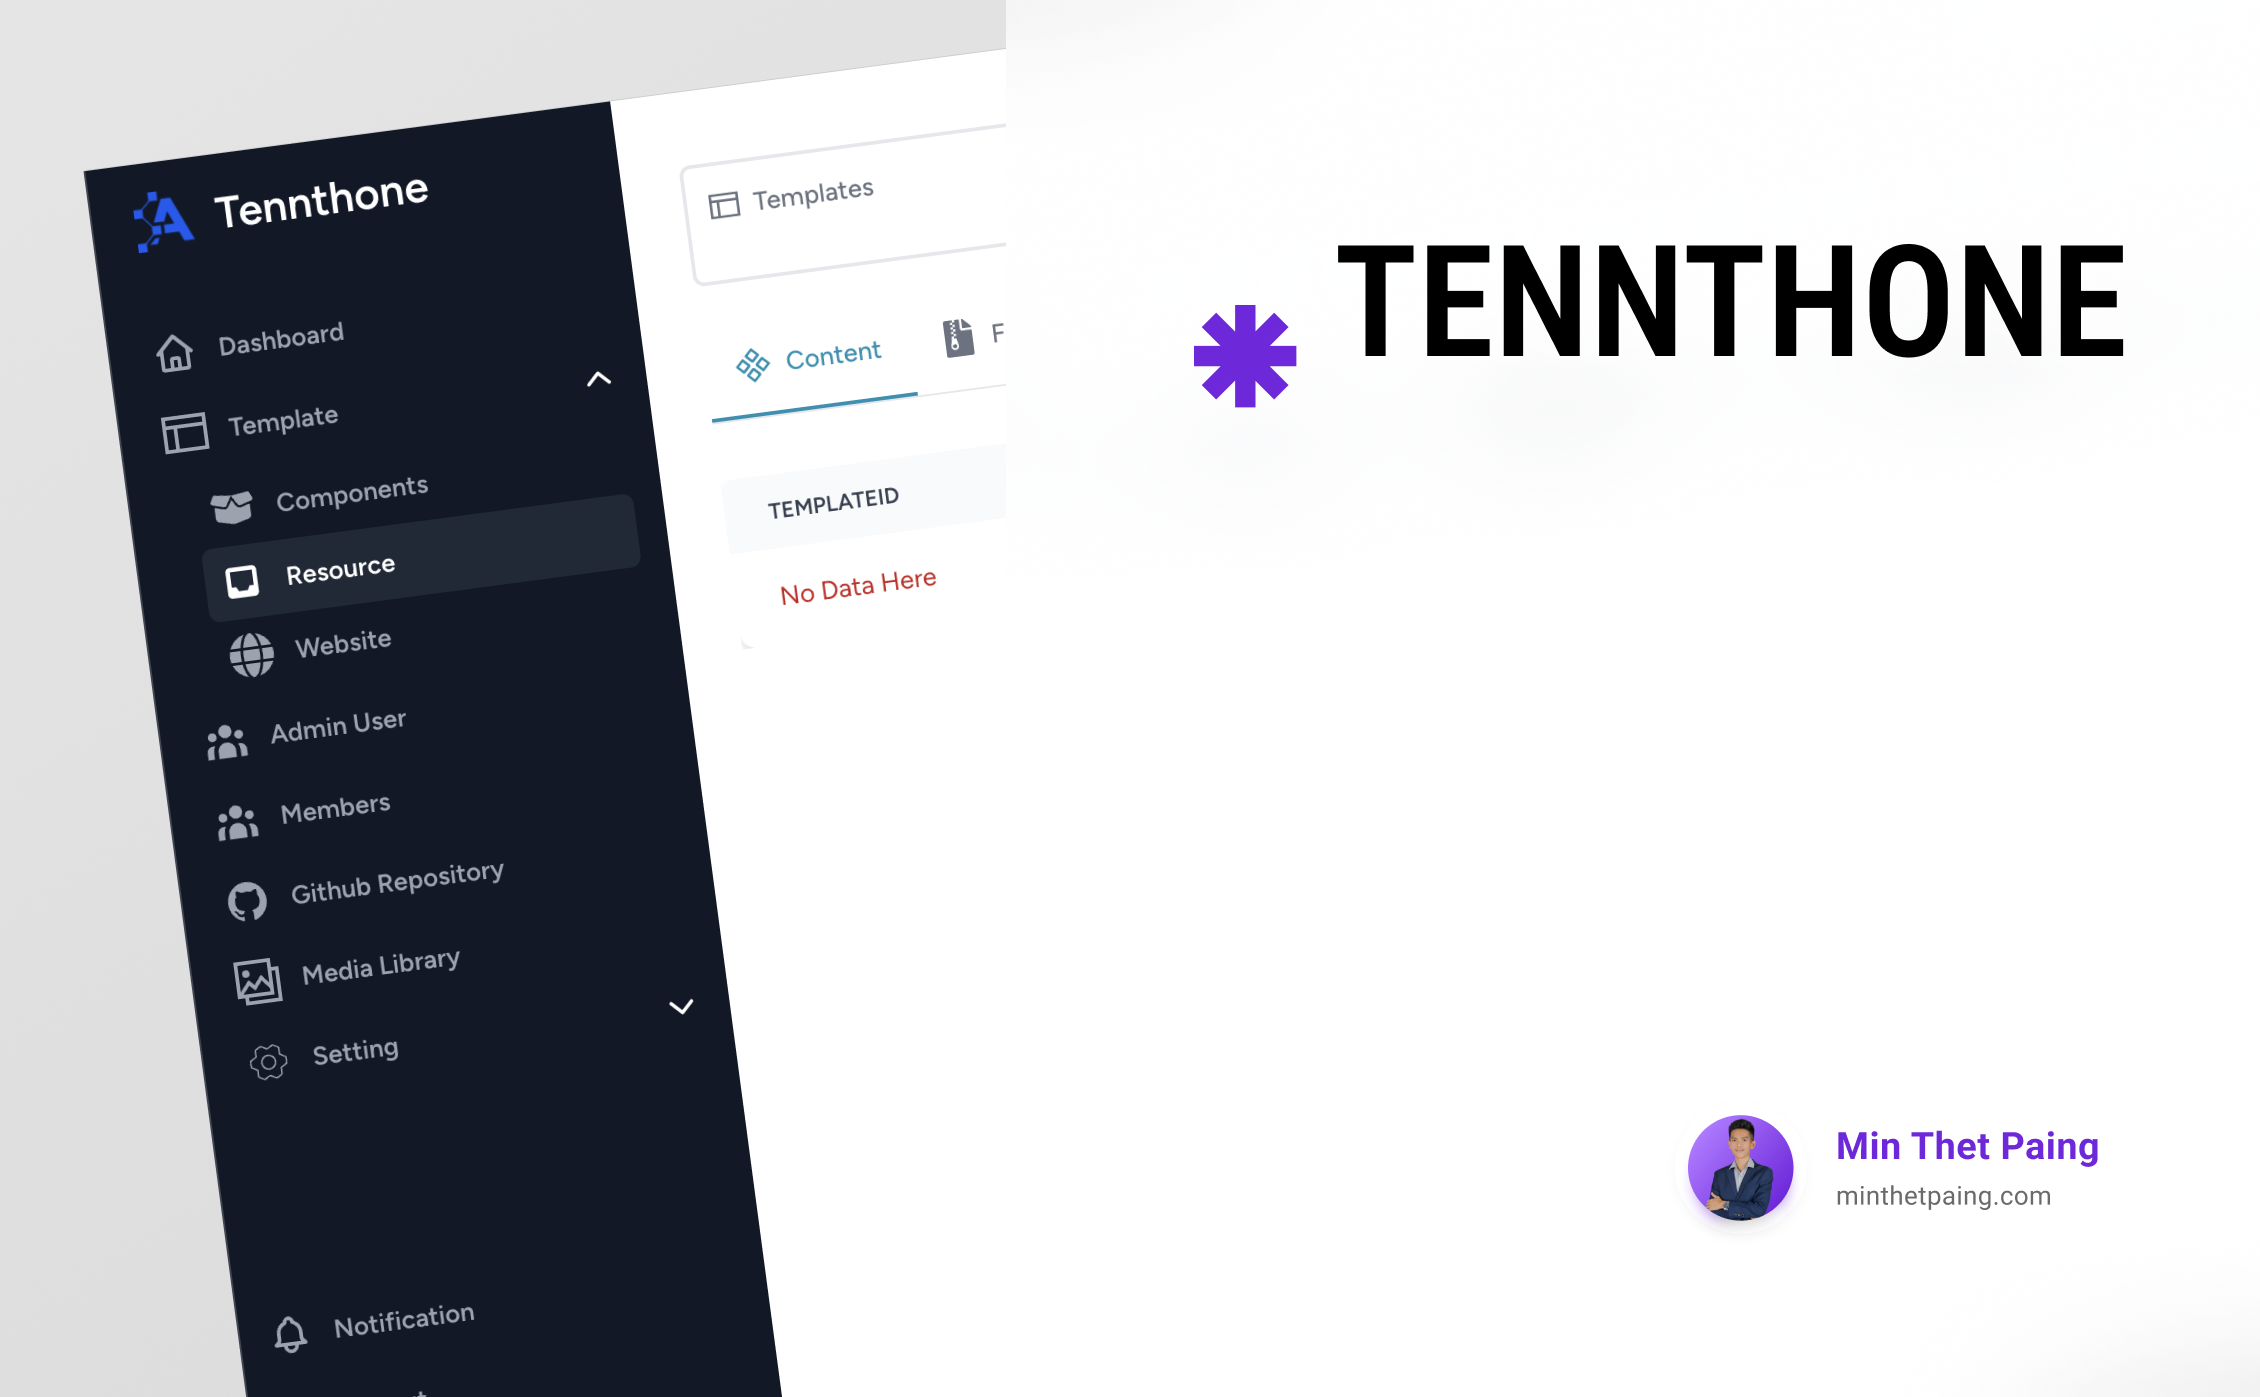 Tennthone
Dashboard
Template
Components
Resource
Website
Admin User
Members
Github Repository
Media Library
Setting
Notification
Templates
Content
TEMPLATEID
No Data Here
TENNTHONE
Min Thet Paing
minthetpaing.com